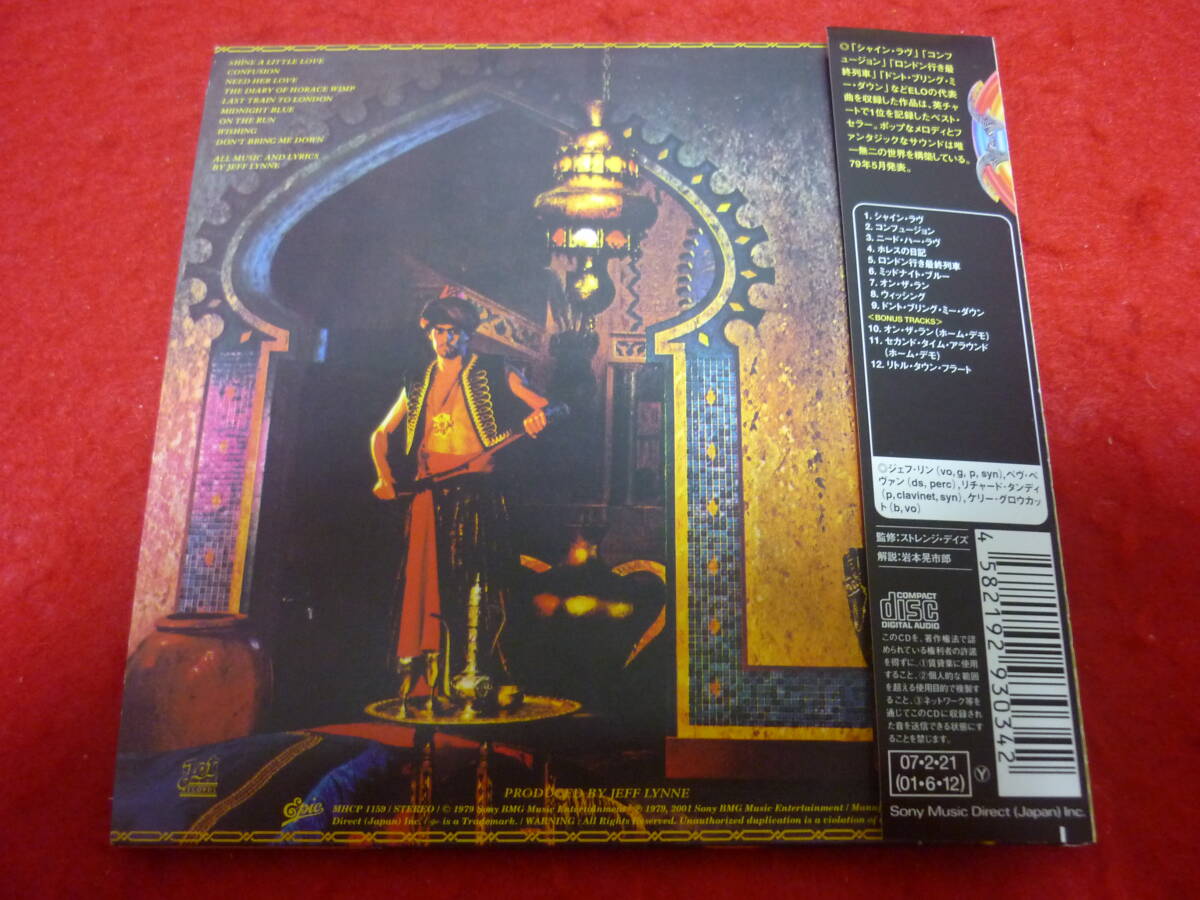 SHINE A LITTLE LOVE
CONFUSION
NEED HER LOVE
THE DIARY OF HORACE WIMP
LAST TRAIN TO LONDON
MIDNIGHT BLUE
ON THE RUN
WISHING
DON'T BRING ME DOWN
ALL MUSIC AND LYRICS
BY JEFF LYNNE
Jet
RECORDS
Epic
PRODUCED BY JEFF LYNNE
MHCP 1159 / STEREO / © 1979 Sony BMG Music Entertainment / ℗ 1979, 2001 Sony BMG Music Entertainment /
Direct (Japan) Inc. / is a Trademark. / WARNING : All Rights Reserved. Unauthorized duplication is a violation of
◎「シャイン・ラヴ」「コンフ
ュージョン」「ロンドン行き最
終列車」「ドント・ブリング・ミ
ー・ダウン」などELOの代表
曲を収録した作品は、英チャ
ートで1位を記録したベスト・
セラー。ポップなメロディとフ
ァンタジックなサウンドは唯
一無二の世界を構築している。
79年5月発表。
1. シャイン・ラヴ
2. コンフュージョン
3. ニード・ハー・ラヴ
4. ホレスの日記
5. ロンドン行き最終列車
6. ミッドナイト・ブルー
7. オン・ザ・ラン
8. ウィッシング
9. ドント・ブリング・ミー・ダウン
<BONUS TRACKS>
10. オン・ザ・ラン(ホーム・デモ)
11. セカンド・タイム・アラウンド
(ホーム・デモ)
12. リトル・タウン・フラート
◎ジェフ・リン(vo, g, p, syn),ベヴ・ベ
ヴァン(ds, perc),リチャード・タンディ
(p, clavinet, syn),ケリー・グロウカッ
ト(b, vo)
監修:ストレンジ・デイズ
解説:岩本晃市郎
COMPACT
disc
DIGITAL AUDIO
このCDを、著作権法で認
められている権利者の許諾
を得ずに、①賃貸業に使用
すること、②個人的な範囲
を超える使用目的で複製す
ること、③ネットワーク等を
通じてこのCDに収録され
た音を送信できる状態にす
ることを禁じます。
07・2・21
(01・6・12)
Y
4 582192 930342
Sony Music Direct (Japan) Inc.